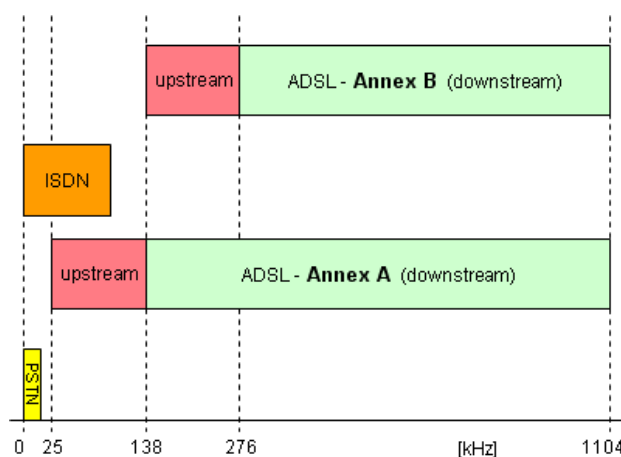 upstream ADSL - Annex B (downstream)
ISDN
upstream ADSL - Annex A (downstream)
PSTN
0 25 138 276 [kHz] 1104